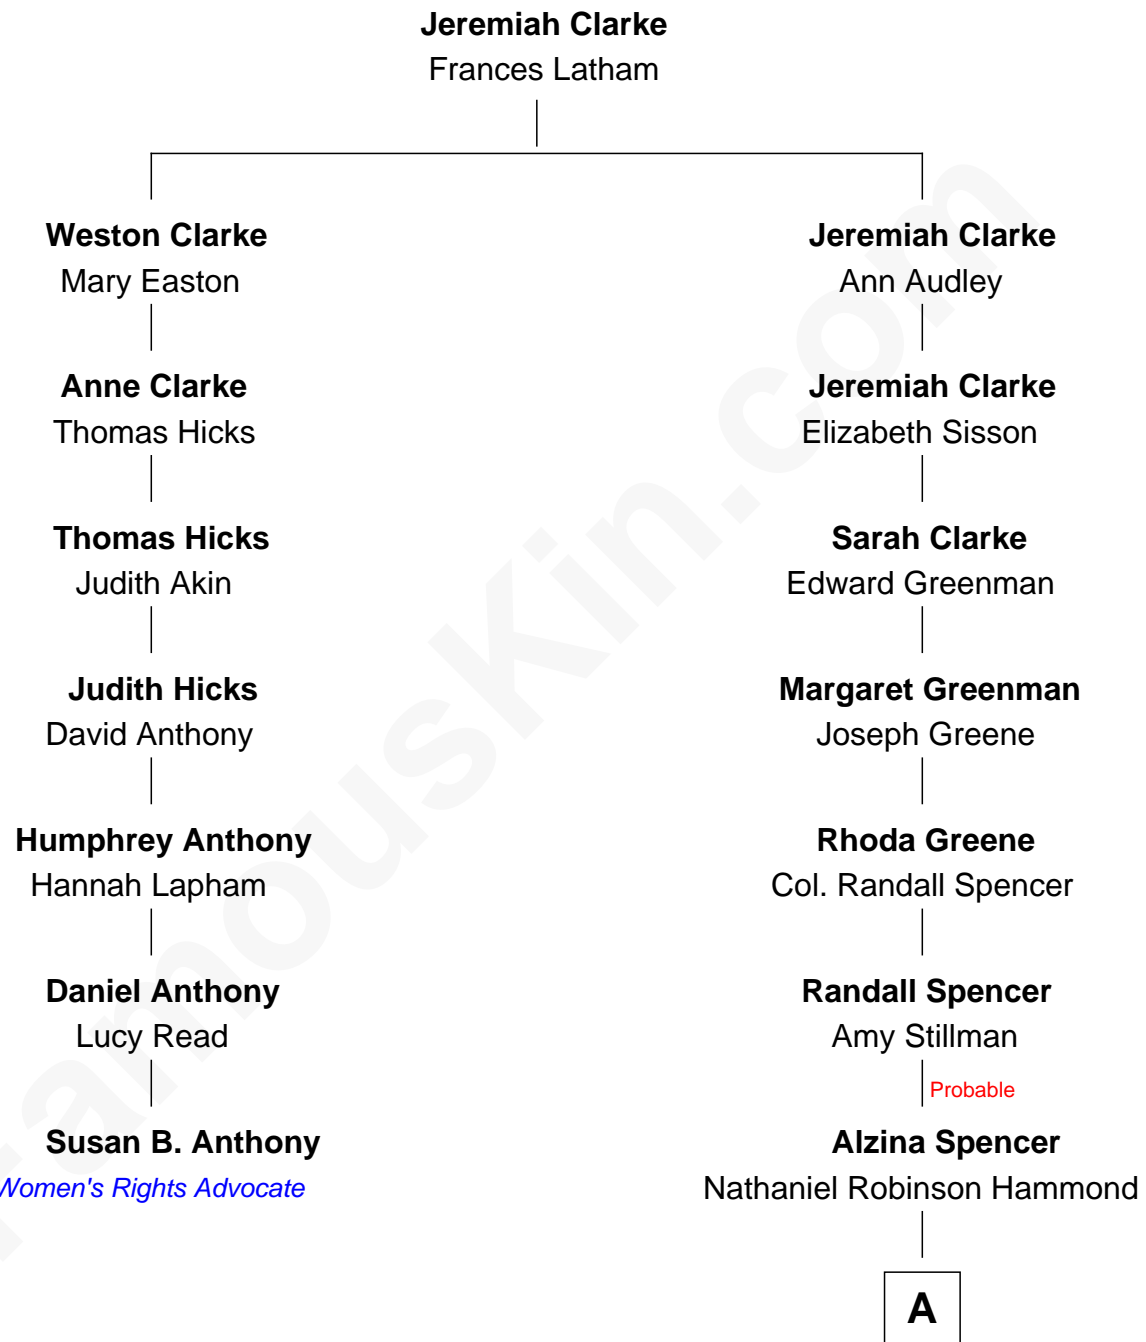 Jeremiah Clarke
Frances Latham
Weston Clarke
Mary Easton
Jeremiah Clarke
Ann Audley
Anne Clarke
Thomas Hicks
Jeremiah Clarke
Elizabeth Sisson
Thomas Hicks
Judith Akin
Sarah Clarke
Edward Greenman
Judith Hicks
David Anthony
Margaret Greenman
Joseph Greene
Humphrey Anthony
Hannah Lapham
Rhoda Greene
Col. Randall Spencer
Daniel Anthony
Lucy Read
Randall Spencer
Amy Stillman
Probable
Susan B. Anthony
Women's Rights Advocate
Alzina Spencer
Nathaniel Robinson Hammond
A
FamousKin.com